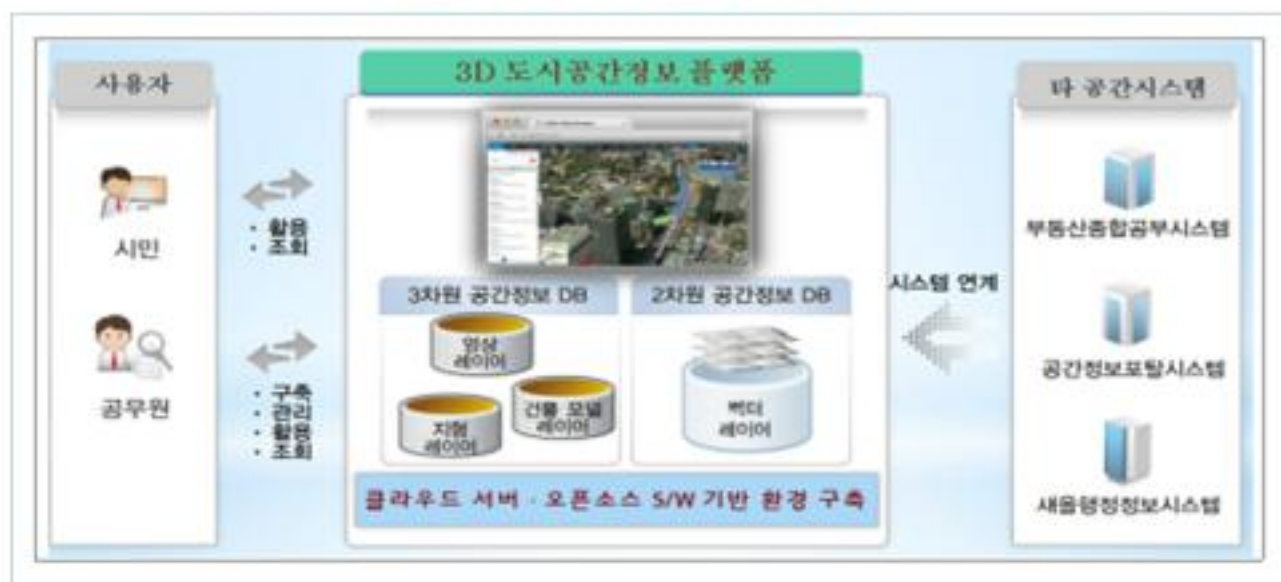 사용자
시민
공무원
· 활용
· 조회
· 구축
· 관리
· 활용
· 조회
3D 도시공간정보 플랫폼
3차원 공간정보 DB
영상
레이어
지형
레이어
건물 모델
레이어
2차원 공간정보 DB
벡터
레이어
클라우드 서버 · 오픈소스 S/W 기반 환경 구축
시스템 연계
타 공간시스템
부동산종합공부시스템
공간정보포탈시스템
새올행정정보시스템